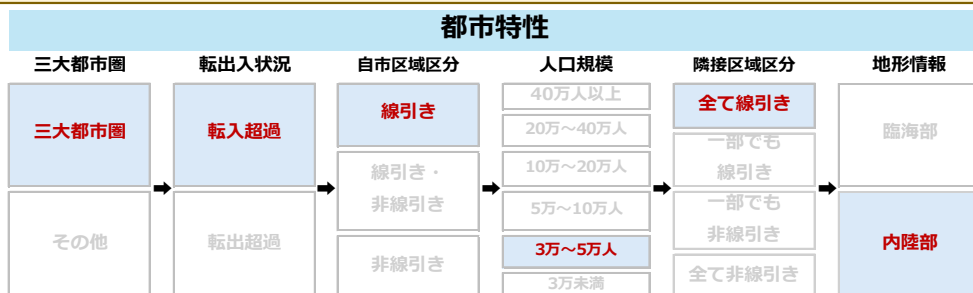 都市特性
三大都市圏
転出入状況
自市区域区分
人口規模
隣接区域区分
地形情報
三大都市圏
その他
転入超過
転出超過
線引き
線引き・
非線引き
非線引き
40万人以上
20万～40万人
10万～20万人
5万～10万人
3万～5万人
3万未満
全て線引き
一部でも
線引き
一部でも
非線引き
全て非線引き
臨海部
内陸部